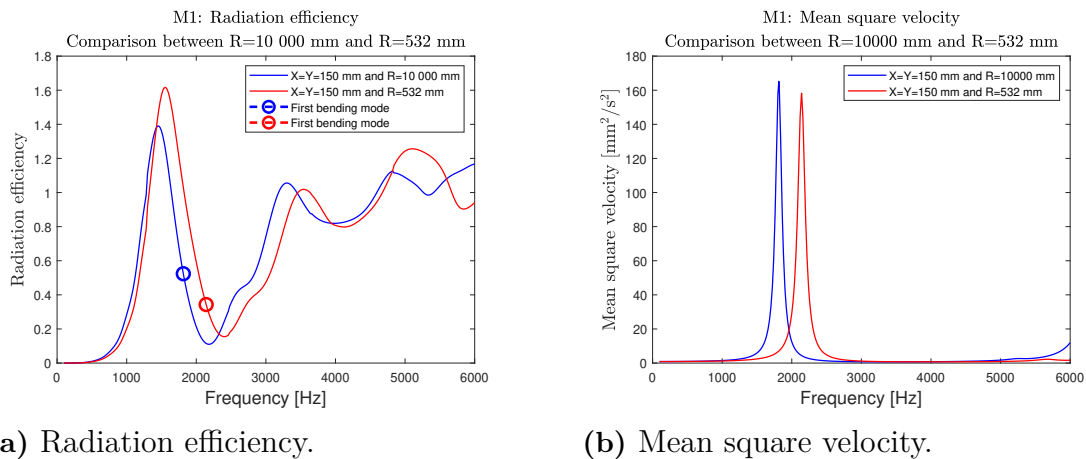 M1: Radiation efficiency
Comparison between R=10 000 mm and R=532 mm
1.8
1.6
1.4
1.2
1
0.8
0.6
0.4
0.2
0
Radiation efficiency
X=Y=150 mm and R=10 000 mm
X=Y=150 mm and R=532 mm
First bending mode
First bending mode
0 1000 2000 3000 4000 5000 6000
Frequency [Hz]
a) Radiation efficiency.
M1: Mean square velocity
Comparison between R=10000 mm and R=532 mm
180
160
140
120
100
80
60
40
20
0
Mean square velocity [mm²/s²]
X=Y=150 mm and R=10000 mm
X=Y=150 mm and R=532 mm
0 1000 2000 3000 4000 5000 6000
Frequency [Hz]
(b) Mean square velocity.